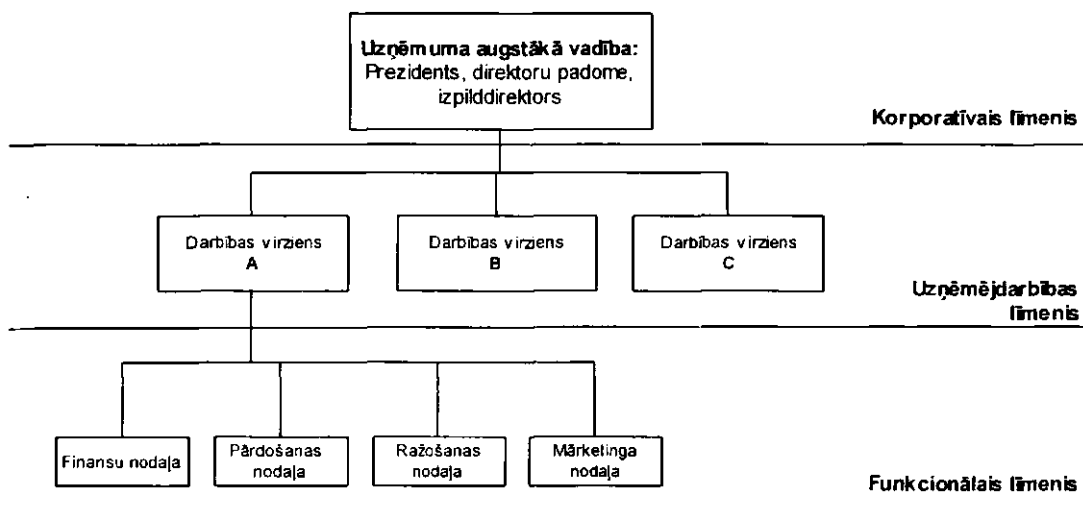 Uzņēmuma augstākā vadība:
Prezidents, direktoru padome,
izpilddirektors
Korporatīvais līmenis
Darbības virziens
A
Darbības virziens
B
Darbības virziens
C
Uzņēmējdarbības
līmenis
Finansu nodaļa
Pārdošanas
nodaļa
Ražošanas
nodaļa
Mārketinga
nodaļa
Funkcionālais līmenis